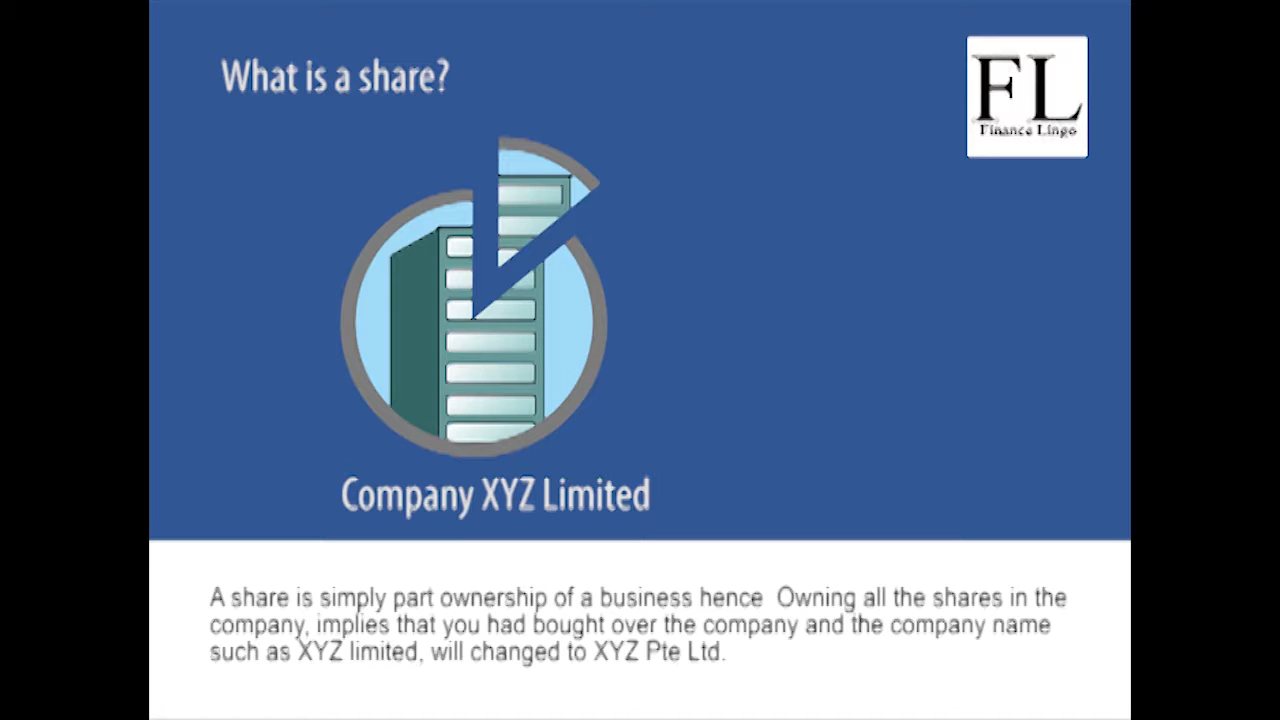 What is a share?
FL
Finance Lingo
Company XYZ Limited
A share is simply part ownership of a business hence  Owning all the shares in the
company, implies that you had bought over the company and the company name
such as XYZ limited, will changed to XYZ Pte Ltd.